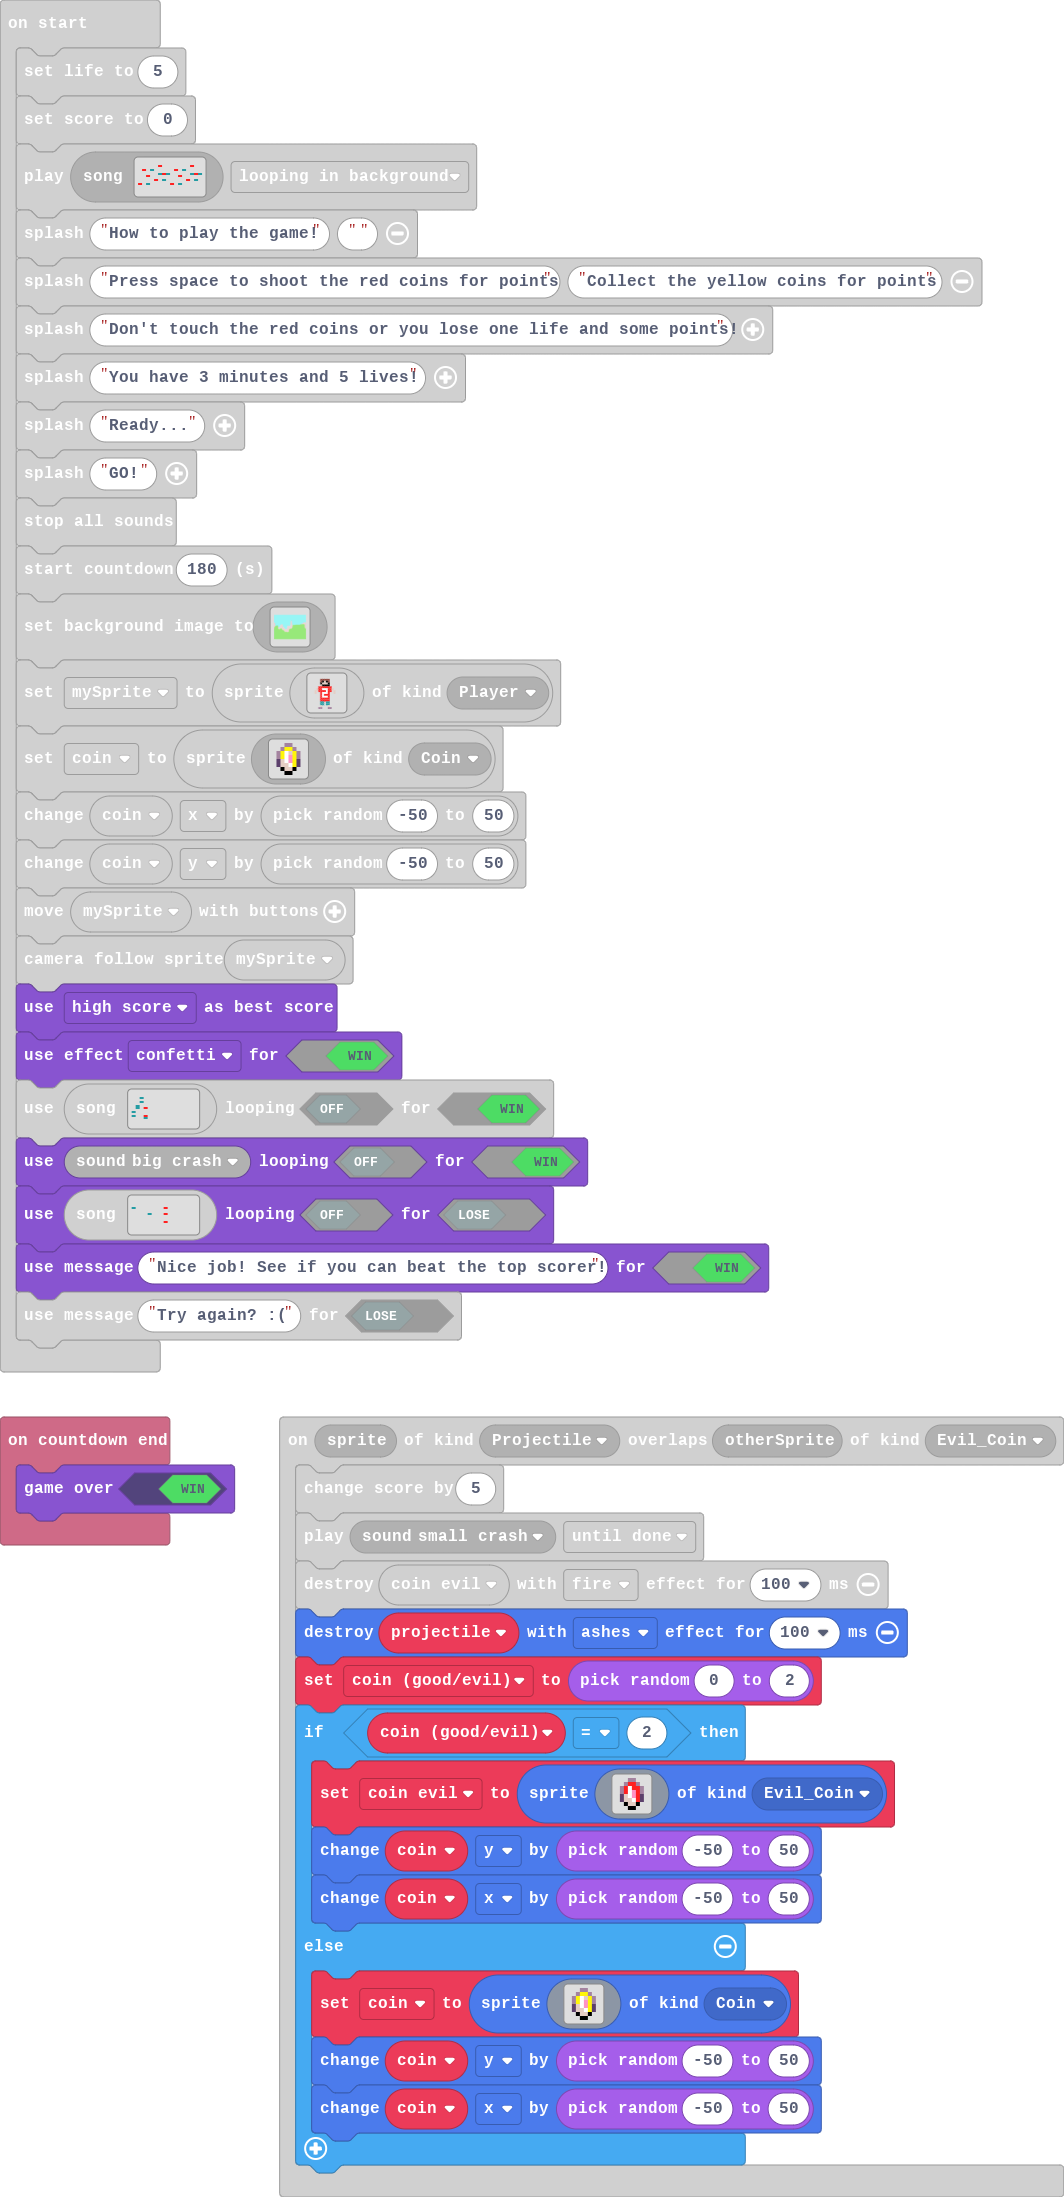 on start
set life to 5
set score to 0
play song looping in background
splash "How to play the game!" " "
splash "Press space to shoot the red coins for points" "Collect the yellow coins for points"
splash "Don't touch the red coins or you lose one life and some points!"
splash "You have 3 minutes and 5 lives!"
splash "Ready..."
splash "GO!"
stop all sounds
start countdown 180 (s)
set background image to
set mySprite to sprite of kind Player
set coin to sprite of kind Coin
change coin x by pick random -50 to 50
change coin y by pick random -50 to 50
move mySprite with buttons
camera follow sprite mySprite
use high score as best score
use effect confetti for WIN
use song looping OFF for WIN
use sound big crash looping OFF for WIN
use song looping OFF for LOSE
use message "Nice job! See if you can beat the top scorer!" for WIN
use message "Try again? :(" for LOSE
on countdown end
game over WIN
on sprite of kind Projectile overlaps otherSprite of kind Evil_Coin
change score by 5
play sound small crash until done
destroy coin evil with fire effect for 100 ms
destroy projectile with ashes effect for 100 ms
set coin (good/evil) to pick random 0 to 2
if coin (good/evil) = 2 then
set coin evil to sprite of kind Evil_Coin
change coin y by pick random -50 to 50
change coin x by pick random -50 to 50
else
set coin to sprite of kind Coin
change coin y by pick random -50 to 50
change coin x by pick random -50 to 50